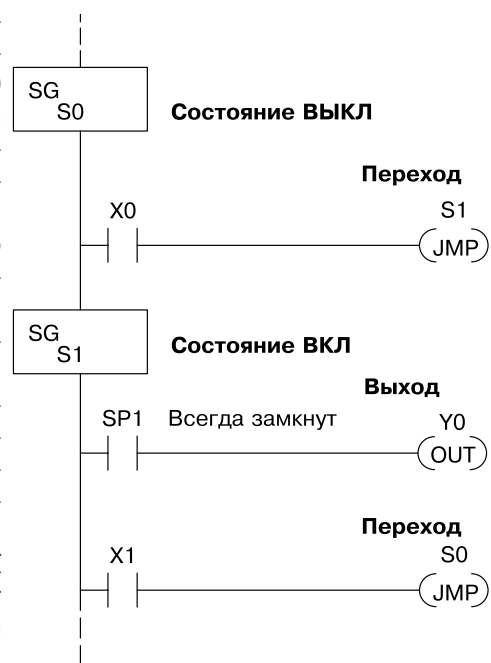 SG
S0
Состояние ВЫКЛ
Переход
X0
S1
JMP
SG
S1
Состояние ВКЛ
Выход
SP1 Всегда замкнут
Y0
OUT
Переход
X1
S0
JMP